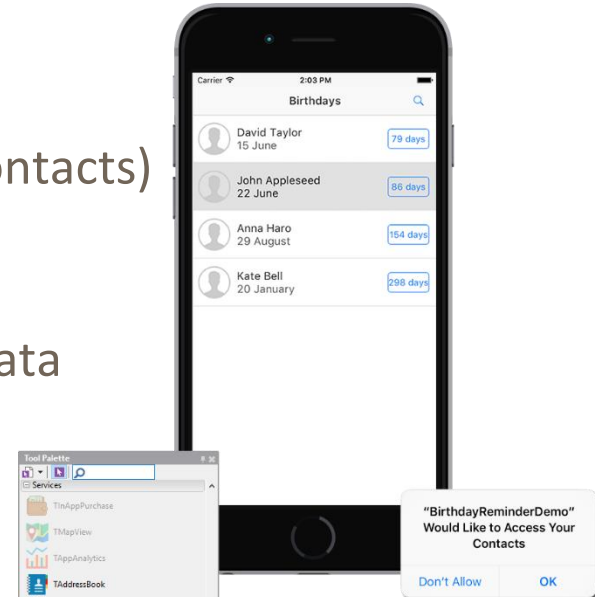 ontacts)
ata
Carrier 2:03 PM
Birthdays
David Taylor
15 June
79 days
John Appleseed
22 June
86 days
Anna Haro
29 August
154 days
Kate Bell
20 January
298 days
Tool Palette
Services
TInAppPurchase
TMapView
TAppAnalytics
TAddressBook
"BirthdayReminderDemo"
Would Like to Access Your
Contacts
Don't Allow OK